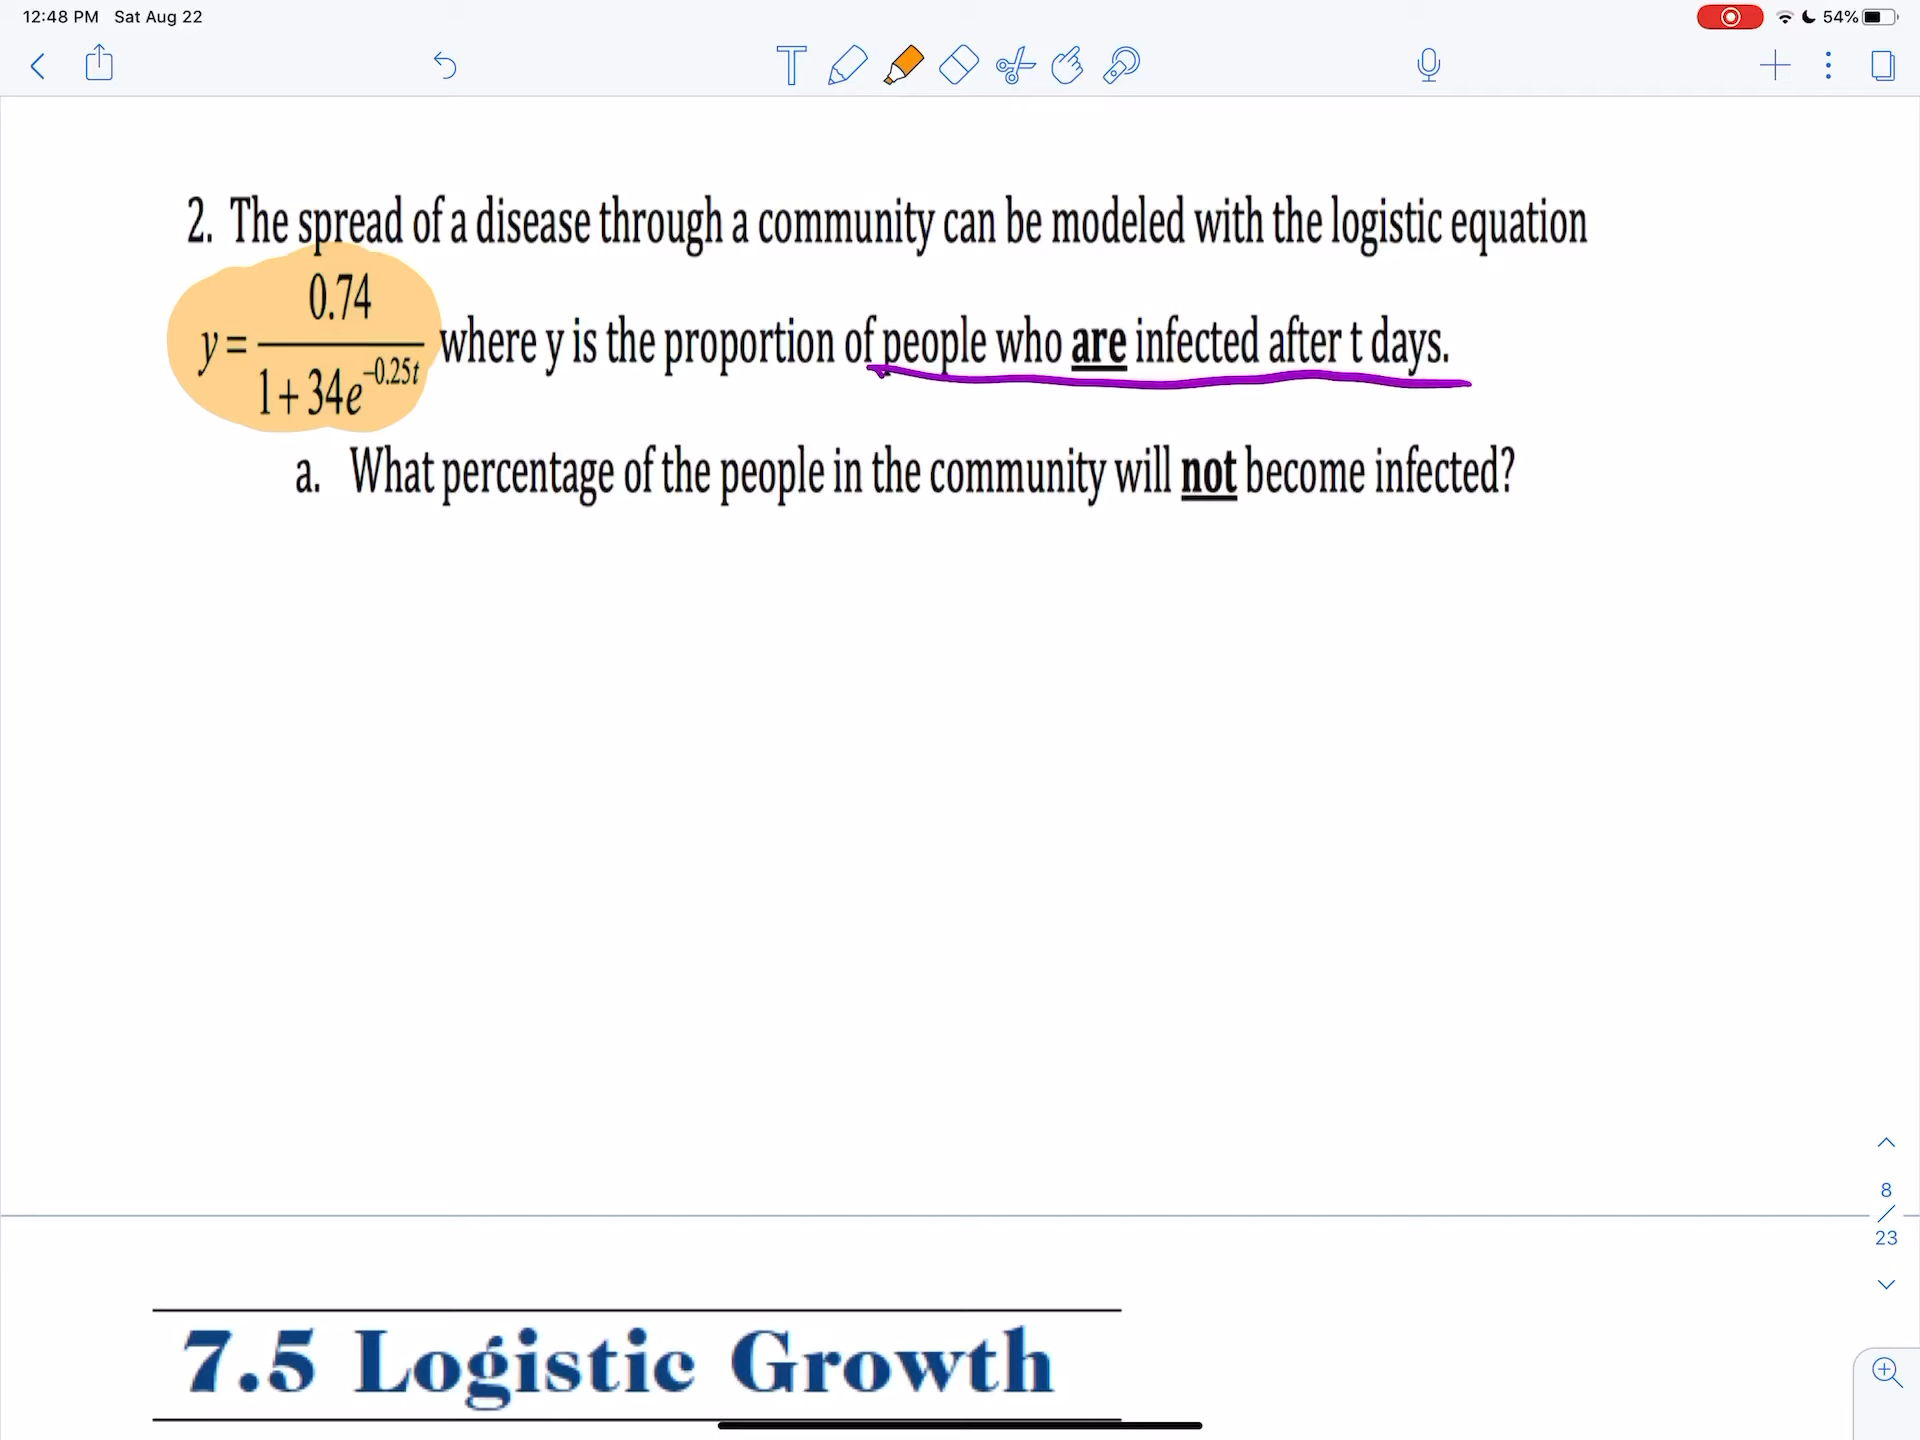 12:48 PM Sat Aug 22
54%
2. The spread of a disease through a community can be modeled with the logistic equation
y = 0.74 / 1 + 34e^-0.25t where y is the proportion of people who are infected after t days.
a. What percentage of the people in the community will not become infected?
8
/
23
7.5 Logistic Growth